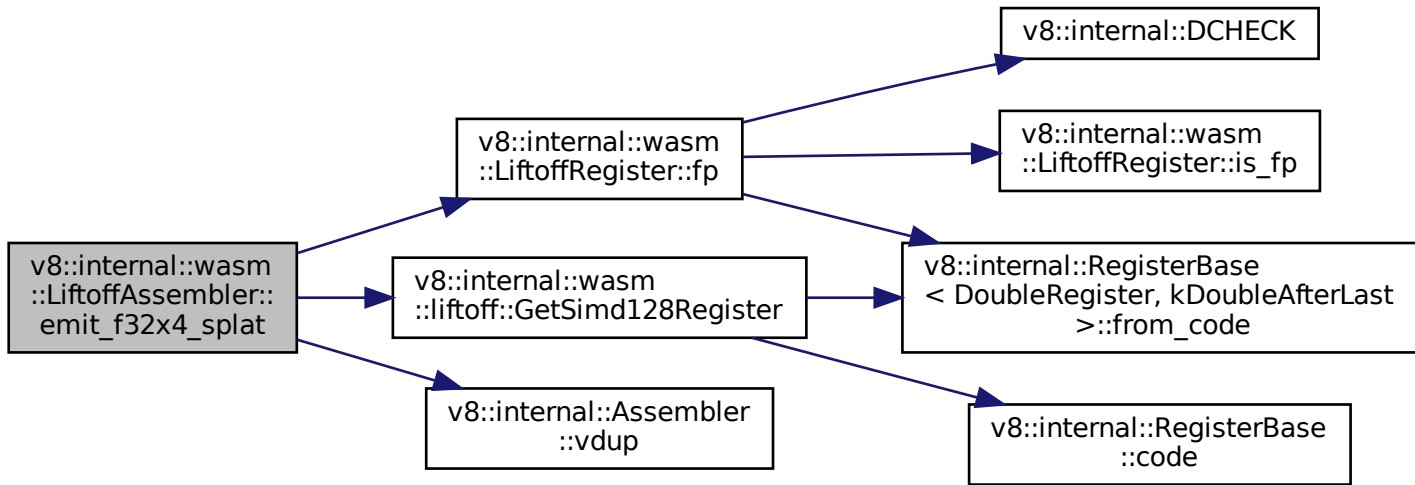 v8::internal::wasm
::LiftoffAssembler::
emit_f32x4_splat
v8::internal::wasm
::LiftoffRegister::fp
v8::internal::wasm
::liftoff::GetSimd128Register
v8::internal::Assembler
::vdup
v8::internal::DCHECK
v8::internal::wasm
::LiftoffRegister::is_fp
v8::internal::RegisterBase
< DoubleRegister, kDoubleAfterLast
>::from_code
v8::internal::RegisterBase
::code